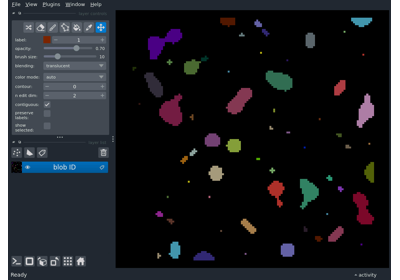 File View Plugins Window Help
label: 1
opacity: 0.70
brush size: 10
blending: translucent
color mode: auto
contour: 0
n edit dim: 2
contiguous:
preserve
labels:
show
selected:
blob ID
Ready
activity